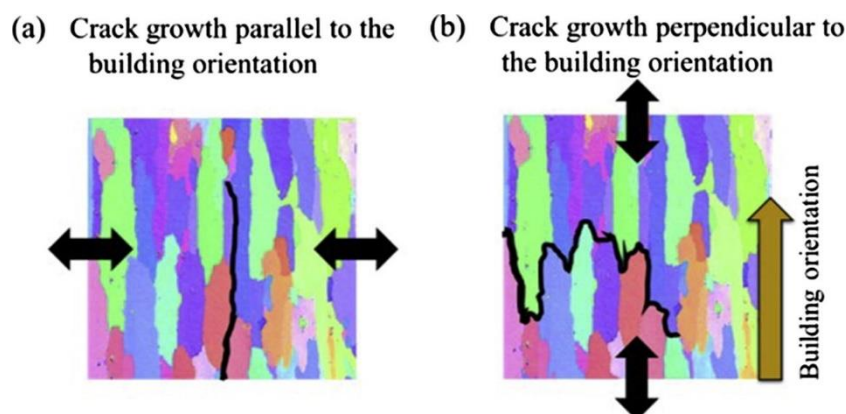 (a) Crack growth parallel to the
building orientation
(b) Crack growth perpendicular to
the building orientation
Building orientation